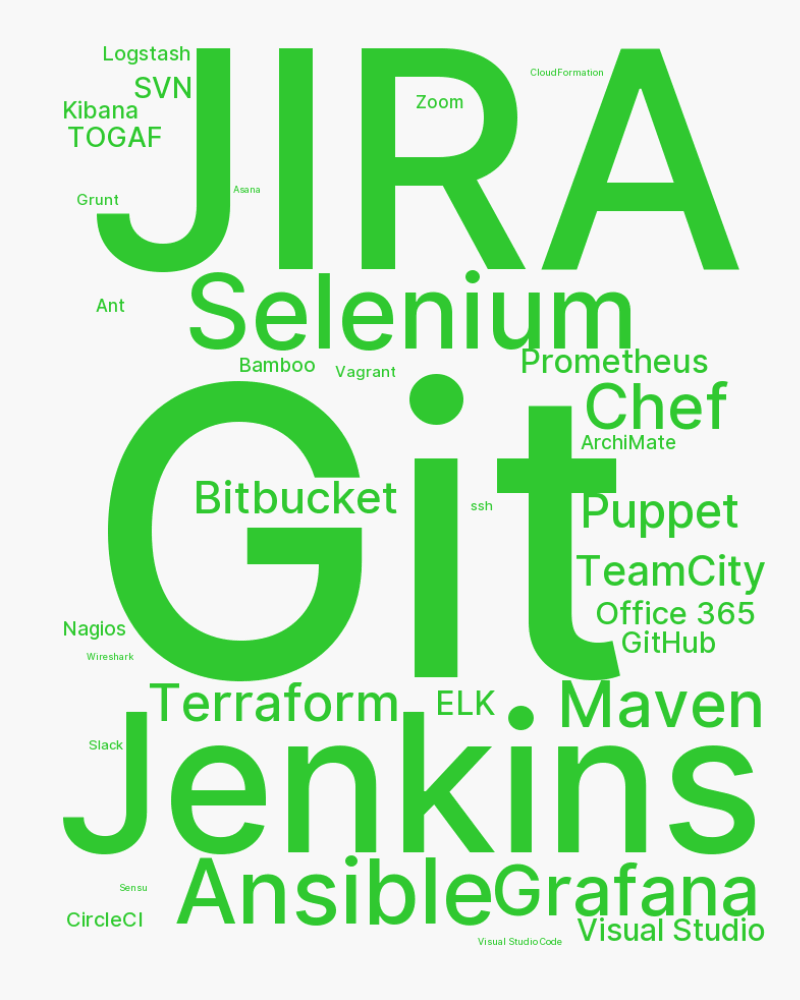 Logstash
SVN
Kibana
TOGAF
JIRA
Zoom
CloudFormation
Asana
Grunt
Selenium
Ant
Bamboo
Vagrant
Prometheus
Chef
ArchiMate
Git
Bitbucket
ssh
Puppet
TeamCity
Office 365
GitHub
Nagios
Wireshark
Terraform
ELK
Maven
Slack
Jenkins
Ansible
Grafana
Sensu
CircleCI
Visual Studio
Visual Studio Code